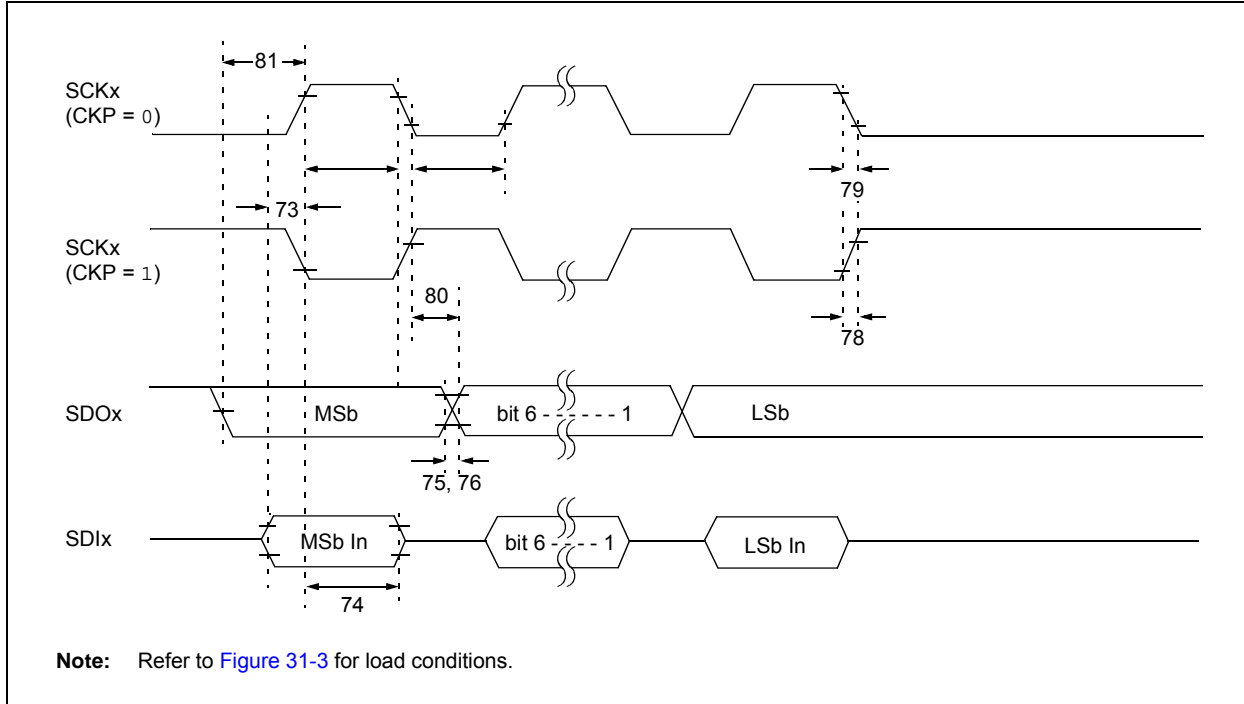 81
SCKx
(CKP = 0)
79
73
SCKx
(CKP = 1)
80
78
SDOx
MSb
bit 6 - - - - - - 1
LSb
75, 76
SDIx
MSb In
bit 6 - - - - 1
LSb In
74
Note: Refer to Figure 31-3 for load conditions.